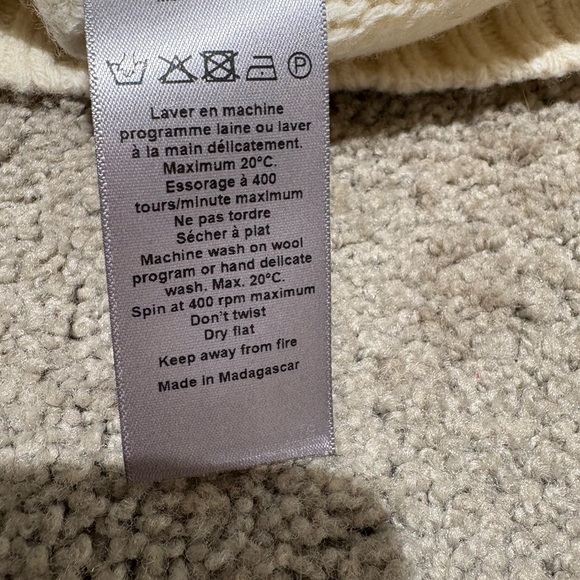 P
Laver en machine
programme laine ou laver
à la main délicatement.
Maximum 20°C.
Essorage à 400
tours/minute maximum
Ne pas tordre
Sécher à plat
Machine wash on wool
program or hand delicate
wash. Max. 20°C.
Spin at 400 rpm maximum
Don't twist
Dry flat
Keep away from fire
Made in Madagascar